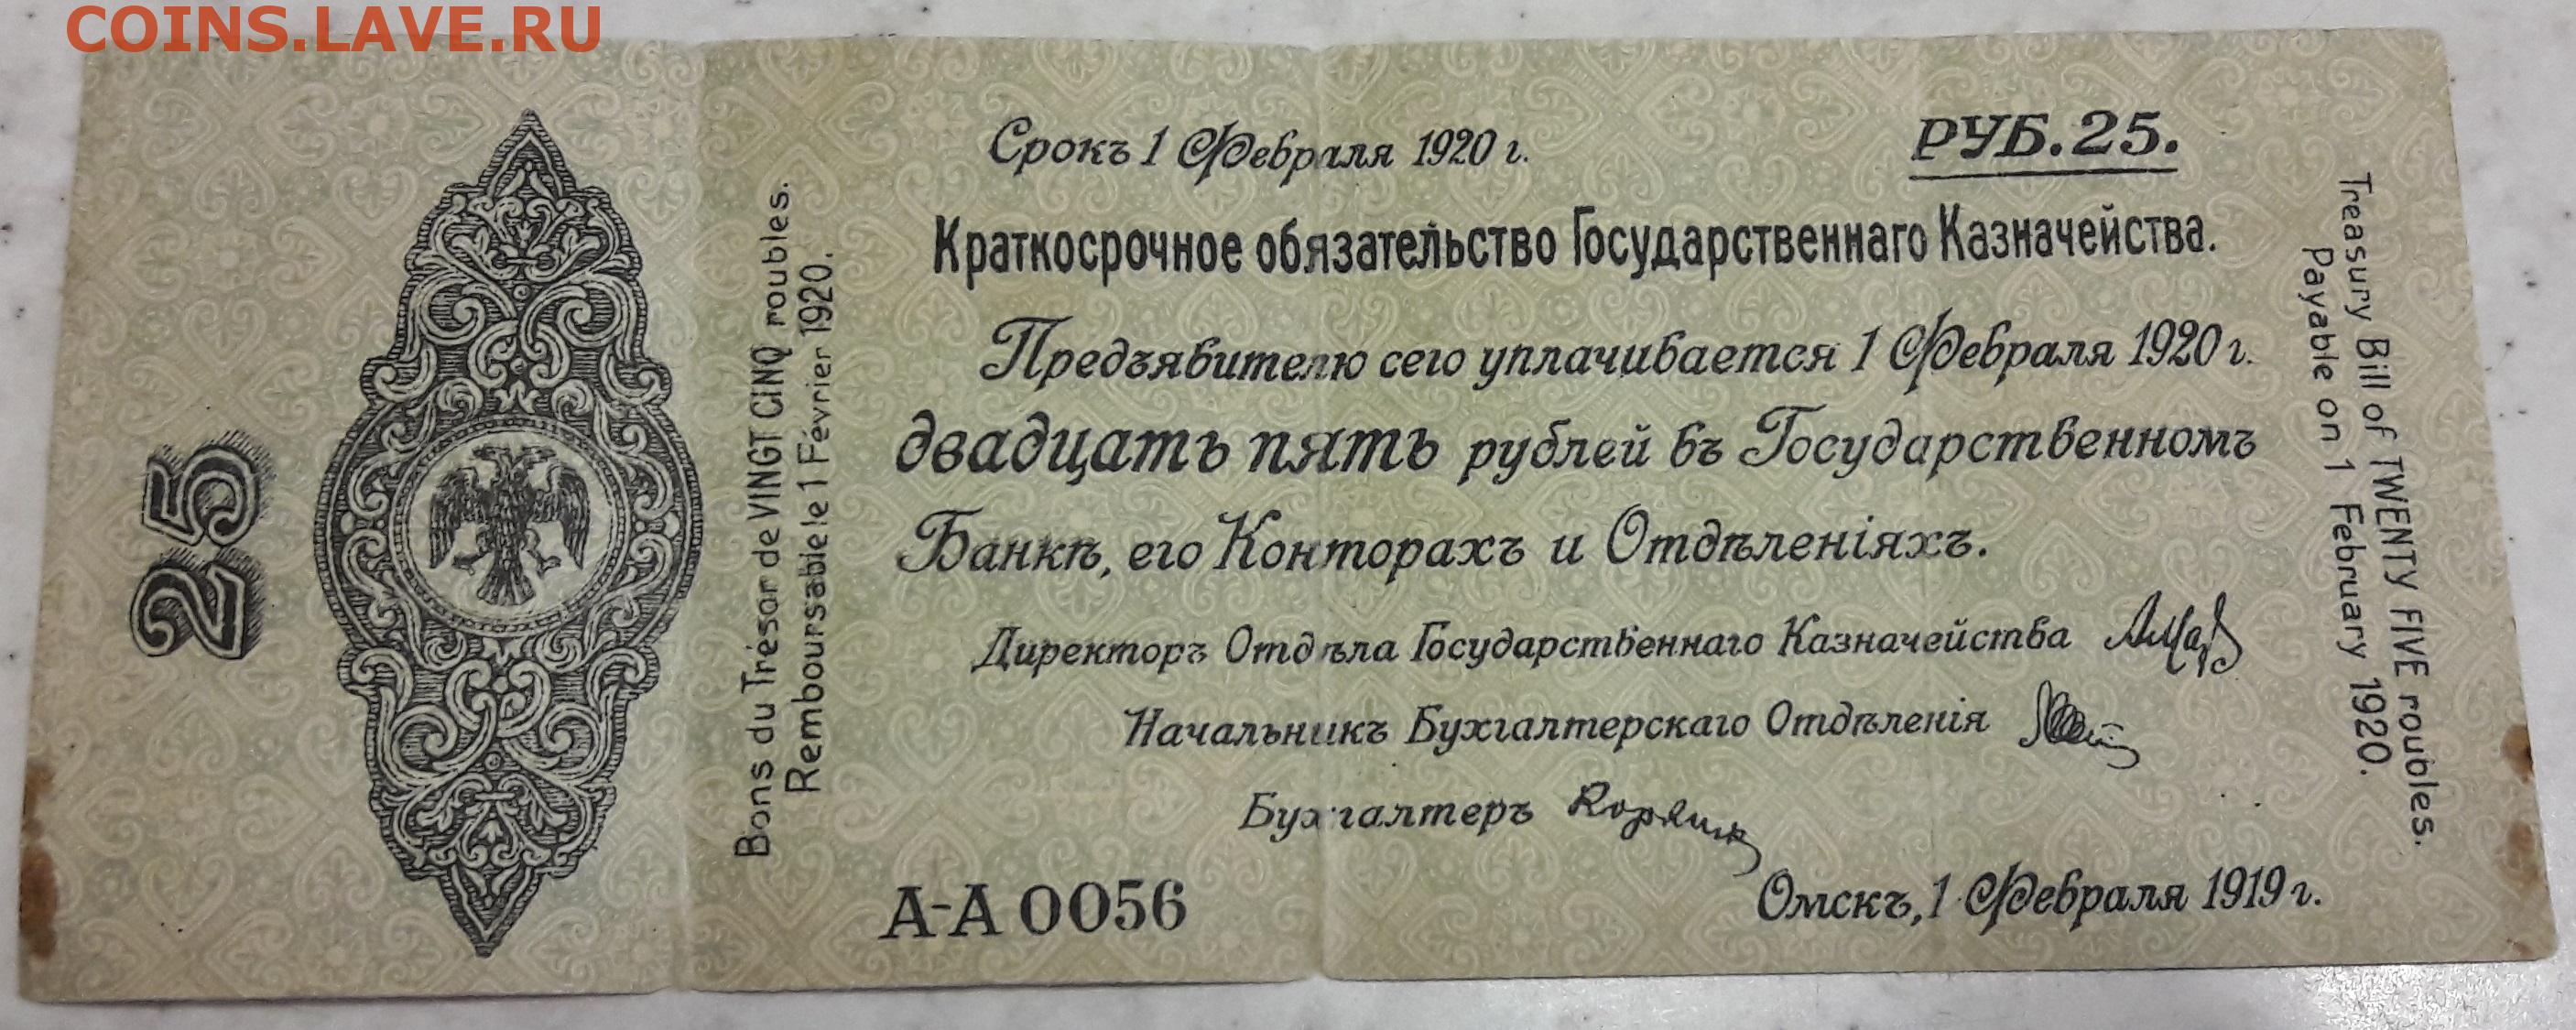 COINS.LAVE.RU
25
Bons du Trésor de VINGT CINQ roubles.
Remboursable le 1 Février 1920.
Срокъ 1 Февраля 1920 г.
РУБ. 25.
Краткосрочное обязательство Государственнаго Казначейства.
Предъявителю сего уплачивается 1 Февраля 1920 г.
двадцать пять рублей въ Государственномъ
Банкѣ, его Конторахъ и Отдѣленіяхъ.
Директоръ Отдѣла Государственнаго Казначейства
Начальникъ Бухгалтерскаго Отдѣленія
Бухгалтеръ
А-А 0056
Омскъ, 1 Февраля 1919 г.
Treasury Bill of TWENTY FIVE roubles.
Payable on 1 February 1920.